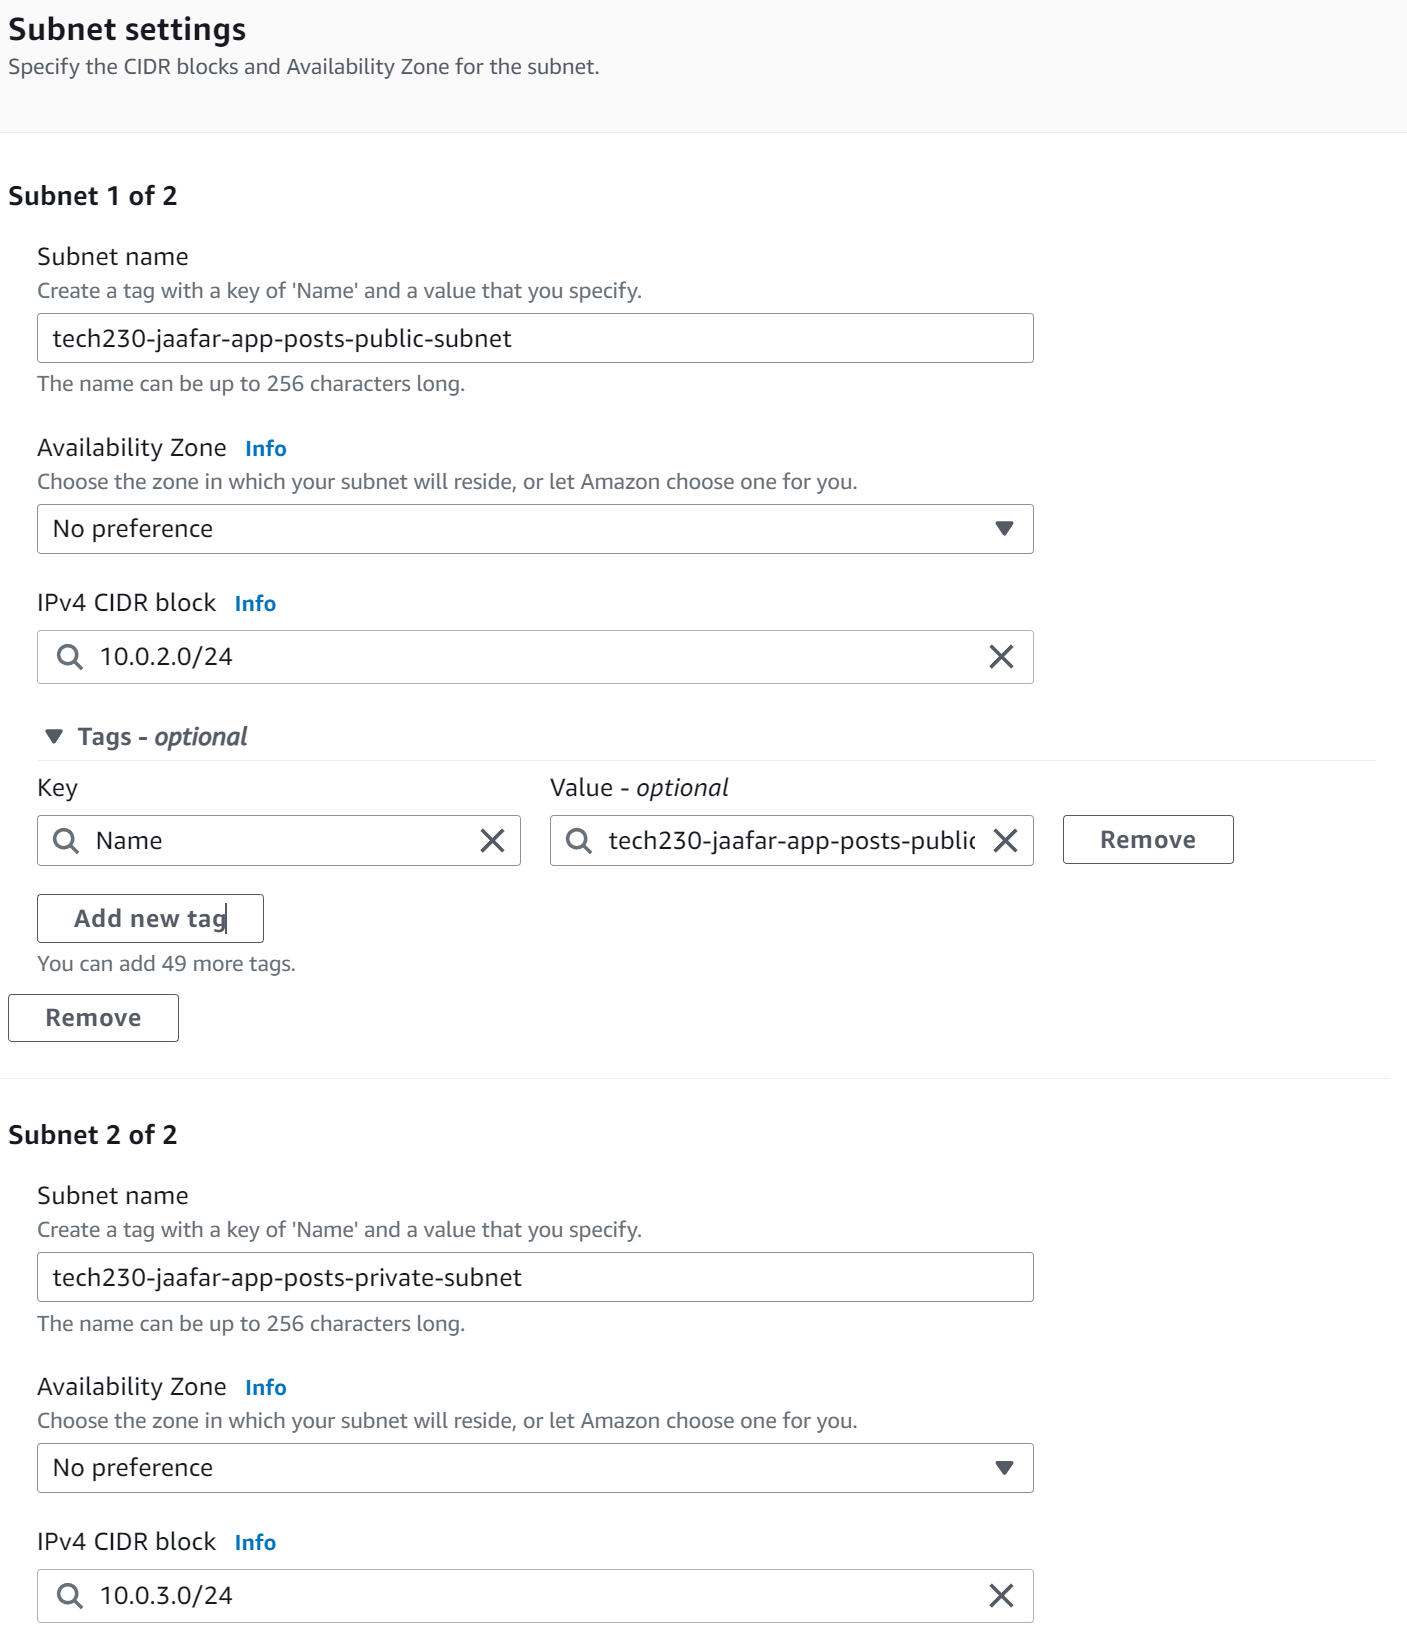 Subnet settings
Specify the CIDR blocks and Availability Zone for the subnet.
Subnet 1 of 2
Subnet name
Create a tag with a key of 'Name' and a value that you specify.
tech230-jaafar-app-posts-public-subnet
The name can be up to 256 characters long.
Availability Zone Info
Choose the zone in which your subnet will reside, or let Amazon choose one for you.
No preference
IPv4 CIDR block Info
10.0.2.0/24
Tags - optional
Key Value - optional
Name tech230-jaafar-app-posts-public Remove
Add new tag
You can add 49 more tags.
Remove
Subnet 2 of 2
Subnet name
Create a tag with a key of 'Name' and a value that you specify.
tech230-jaafar-app-posts-private-subnet
The name can be up to 256 characters long.
Availability Zone Info
Choose the zone in which your subnet will reside, or let Amazon choose one for you.
No preference
IPv4 CIDR block Info
10.0.3.0/24